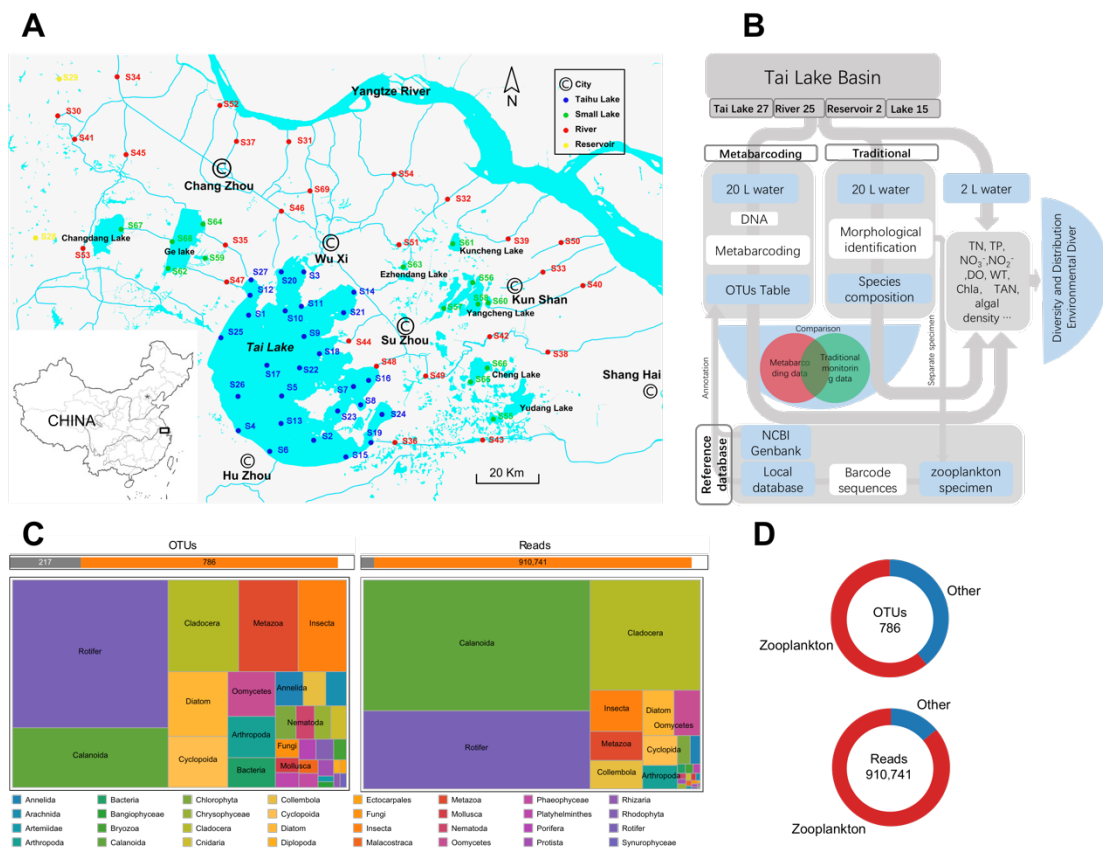 A
S29
S34
S30
S52
Yangtze River
N
City
Taihu Lake
Small Lake
River
Reservoir
S41
S45
S37
S31
Chang Zhou
S54
S69
S32
S46
S67
S64
S28
Changdang Lake
S66
Ge lake
S35
S53
S59
S62
Wu Xi
S51
S61
Kuncheng Lake
S39
S50
Ezhendang Lake
S63
S47
S27
S20
S3
S33
S12
S14
S56
Kun Shan
S40
S1
S10
S11
S21
S57
S58
S60
Yangcheng Lake
S25
S9
Su Zhou
Tai Lake
S44
S42
S18
S38
S17
S22
S48
S66
Cheng Lake
Shang Hai
S26
S5
S7
S16
S49
S65
S8
Yudang Lake
S23
S24
S55
S4
S13
S2
S19
S36
S43
S6
S15
Hu Zhou
20 Km
CHINA
B
Tai Lake Basin
Tai Lake 27
River 25
Reservoir 2
Lake 15
Metabarcoding
Traditional
20 L water
20 L water
2 L water
DNA
Metabarcoding
Morphological
identification
OTUs Table
Species
composition
TN, TP,
NO3-,NO2-
,DO, WT,
Chla, TAN,
algal
density ···
Diversity and Distribution
Environmental Diver
Comparison
Metabarco
ding data
Traditional
monitorin
g data
Annotation
Separate specimen
Reference
database
NCBI
Genbank
Local
database
Barcode
sequences
zooplankton
specimen
C
OTUs
217
786
Rotifer
Cladocera
Metazoa
Insecta
Diatom
Oomycetes
Annelida
Nematoda
Calanoida
Cyclopoida
Arthropoda
Fungi
Bacteria
Mollusca
Reads
910,741
Calanoida
Cladocera
Rotifer
Insecta
Diatom
Oomycetes
Metazoa
Cyclopida
Collembola
Arthropoda
Annelida
Bacteria
Chlorophyta
Collembola
Ectocarpales
Metazoa
Phaeophyceae
Rhizaria
Arachnida
Bangiophyceae
Chrysophyceae
Cyclopoida
Fungi
Mollusca
Platyhelminthes
Rhodophyta
Artemiidae
Bryozoa
Cladocera
Diatom
Insecta
Nematoda
Porifera
Rotifer
Arthropoda
Calanoida
Cnidaria
Diplopoda
Malacostraca
Oomycetes
Protista
Synurophyceae
D
Other
OTUs
786
Zooplankton
Other
Reads
910,741
Zooplankton